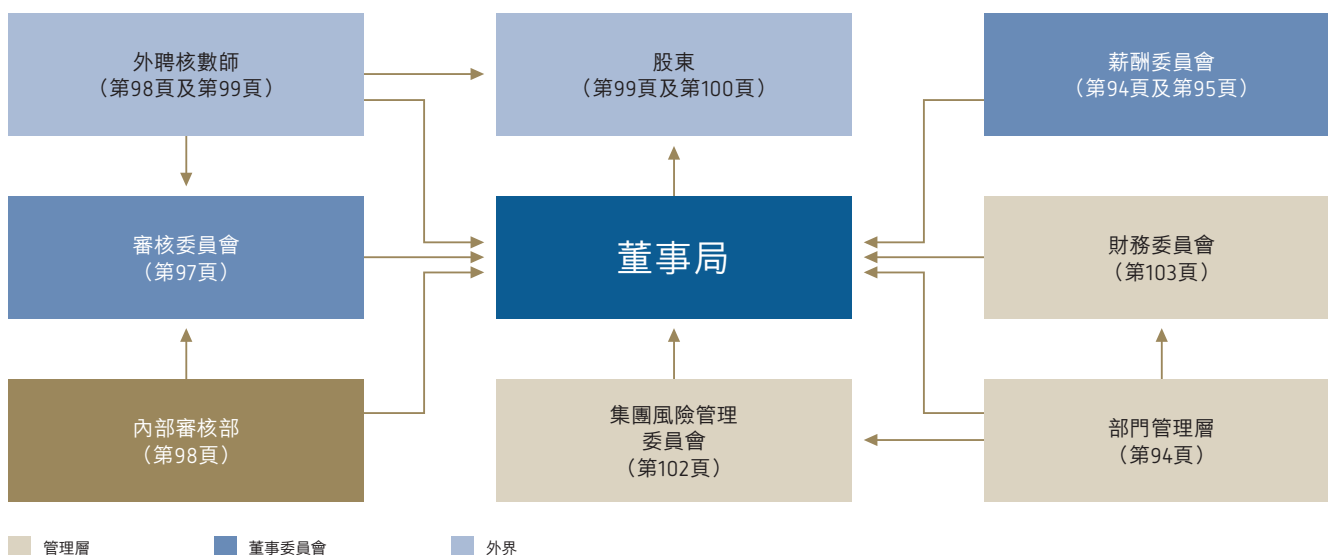 外聘核數師
（第98頁及第99頁）
股東
（第99頁及第100頁）
薪酬委員會
（第94頁及第95頁）
審核委員會
（第97頁）
董事局
財務委員會
（第103頁）
內部審核部
（第98頁）
集團風險管理
委員會
（第102頁）
部門管理層
（第94頁）
管理層
董事委員會
外界